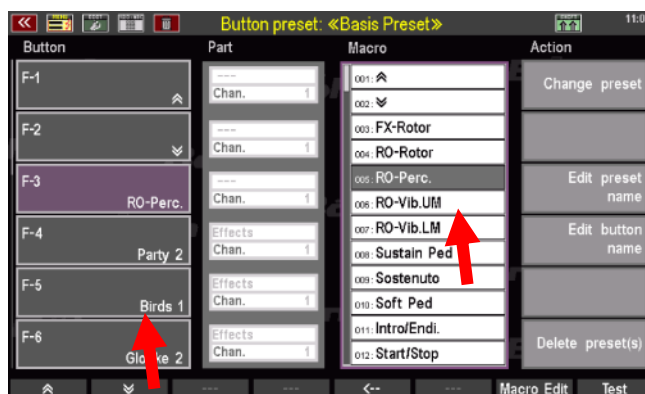 Button preset: «Basis Preset»
11:0
Button
Part
Macro
Action
F-1
---
Chan. 1
F-2
---
Chan. 1
F-3
RO-Perc.
---
Chan. 1
F-4
Party 2
Effects
Chan. 1
F-5
Birds 1
Effects
Chan. 1
F-6
Effects
Chan. 1
001:
002:
003: FX-Rotor
004: RO-Rotor
005: RO-Perc.
006: RO-Vib.UM
007: RO-Vib.LM
008: Sustain Ped
009: Sostenuto
010: Soft Ped
011: Intro/Endi.
012: Start/Stop
Change preset
Edit preset
name
Edit button
name
Delete preset(s)
--- --- <-- --- Macro Edit Test